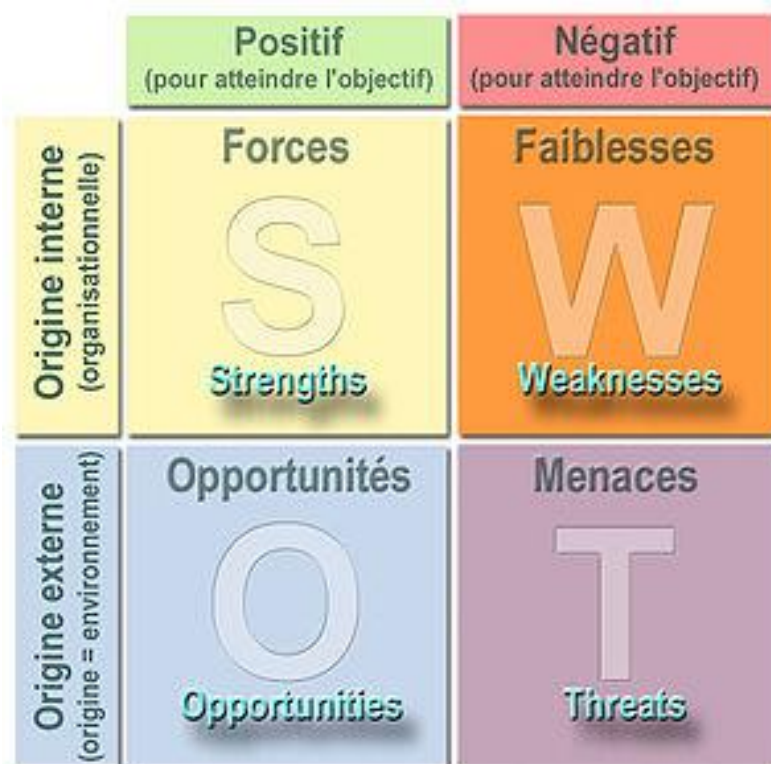 Positif
(pour atteindre l'objectif)
Négatif
(pour atteindre l'objectif)
Origine interne
(organisationnelle)
Forces
S
Strengths
Faiblesses
W
Weaknesses
Origine externe
(origine = environnement)
Opportunités
O
Opportunities
Menaces
T
Threats